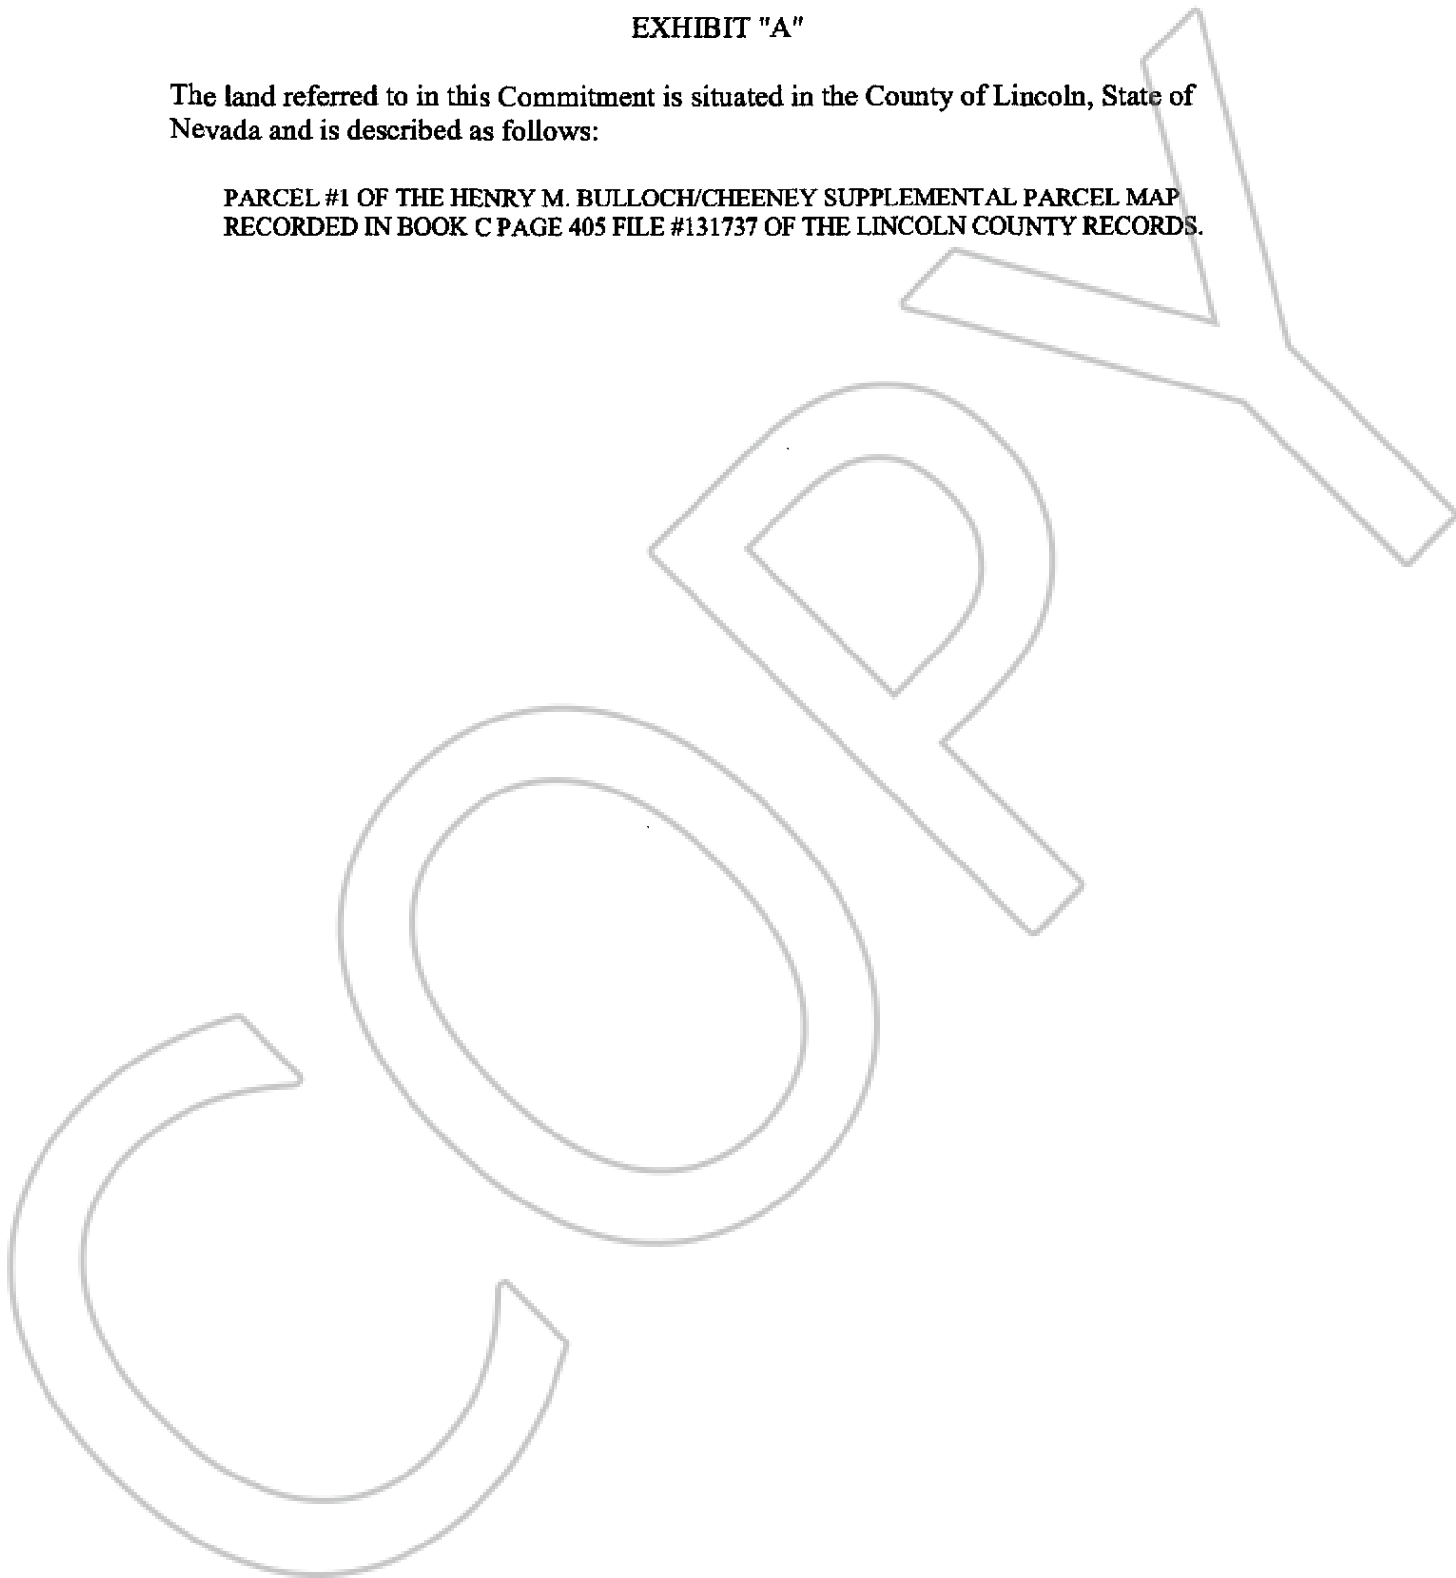 EXHIBIT "A"
The land referred to in this Commitment is situated in the County of Lincoln, State of
Nevada and is described as follows:
PARCEL #1 OF THE HENRY M. BULLOCH/CHEENEY SUPPLEMENTAL PARCEL MAP
RECORDED IN BOOK C PAGE 405 FILE #131737 OF THE LINCOLN COUNTY RECORDS.
COPY